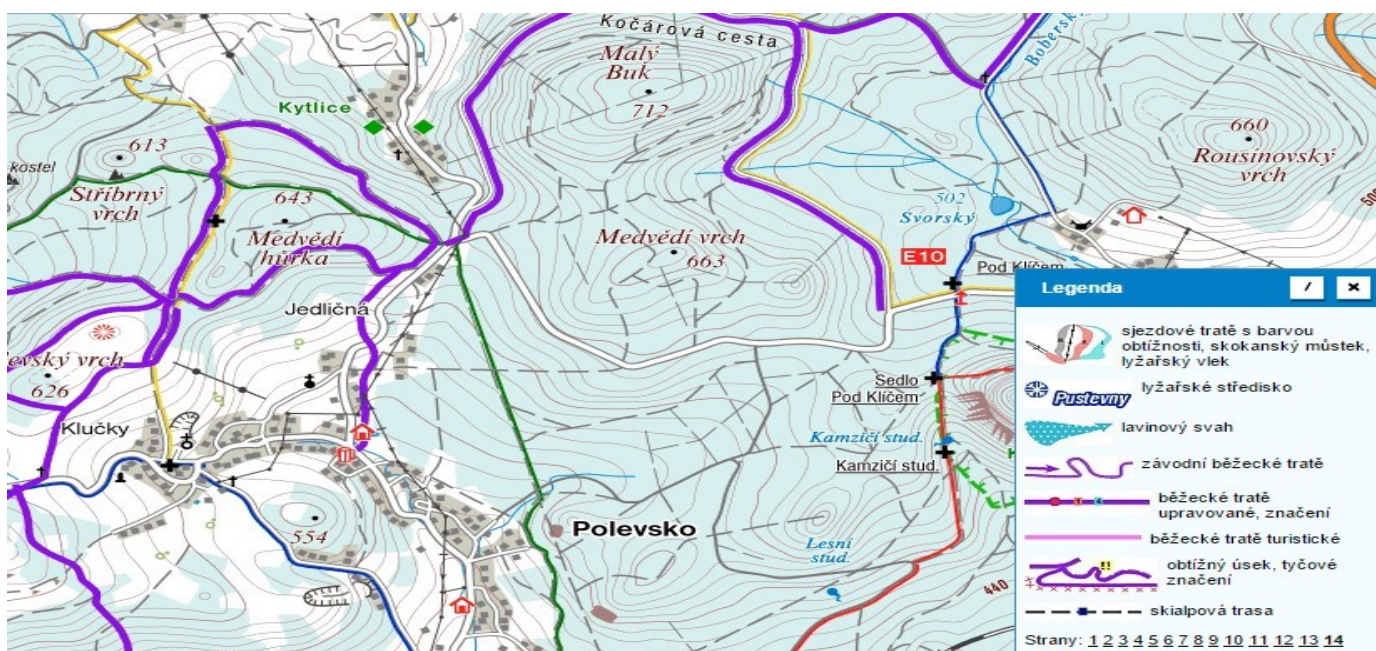 Kočárová cesta
Malý
Buk
712
Kytlice
613
kostel
Stříbrný
vrch
643
Medvědí
hůrka
Jedličná
Medvědí vrch
663
502
Svorský
E10
Pod Klíčem
660
Rousinovský
vrch
626
Klučky
Sedlo
Pod Klíčem
Kamzičí stud.
Kamzičí stud.
554
Polevsko
Lesní
stud.
440
Legenda
sjezdové tratě s barvou
obtížnosti, skokanský můstek,
lyžařský vlek
Pustevny
lyžařské středisko
lavinový svah
závodní běžecké tratě
běžecké tratě
upravované, značení
běžecké tratě turistické
!!
obtížný úsek, tyčové
značení
skialpová trasa
Strany: 1 2 3 4 5 6 7 8 9 10 11 12 13 14